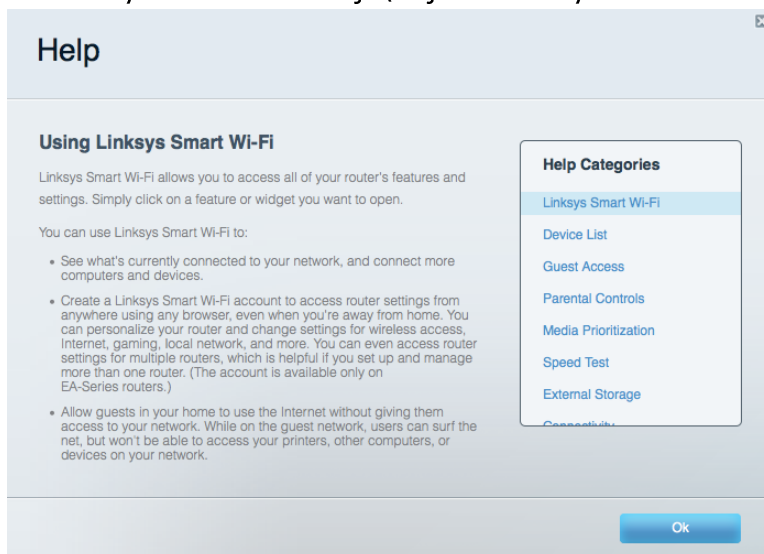 Help
Using Linksys Smart Wi-Fi
Linksys Smart Wi-Fi allows you to access all of your router's features and
settings. Simply click on a feature or widget you want to open.
You can use Linksys Smart Wi-Fi to:
• See what's currently connected to your network, and connect more
computers and devices.
• Create a Linksys Smart Wi-Fi account to access router settings from
anywhere using any browser, even when you're away from home. You
can personalize your router and change settings for wireless access,
Internet, gaming, local network, and more. You can even access router
settings for multiple routers, which is helpful if you set up and manage
more than one router. (The account is available only on
EA-Series routers.)
• Allow guests in your home to use the Internet without giving them
access to your network. While on the guest network, users can surf the
net, but won't be able to access your printers, other computers, or
devices on your network.
Help Categories
Linksys Smart Wi-Fi
Device List
Guest Access
Parental Controls
Media Prioritization
Speed Test
External Storage
Connectivity
Ok